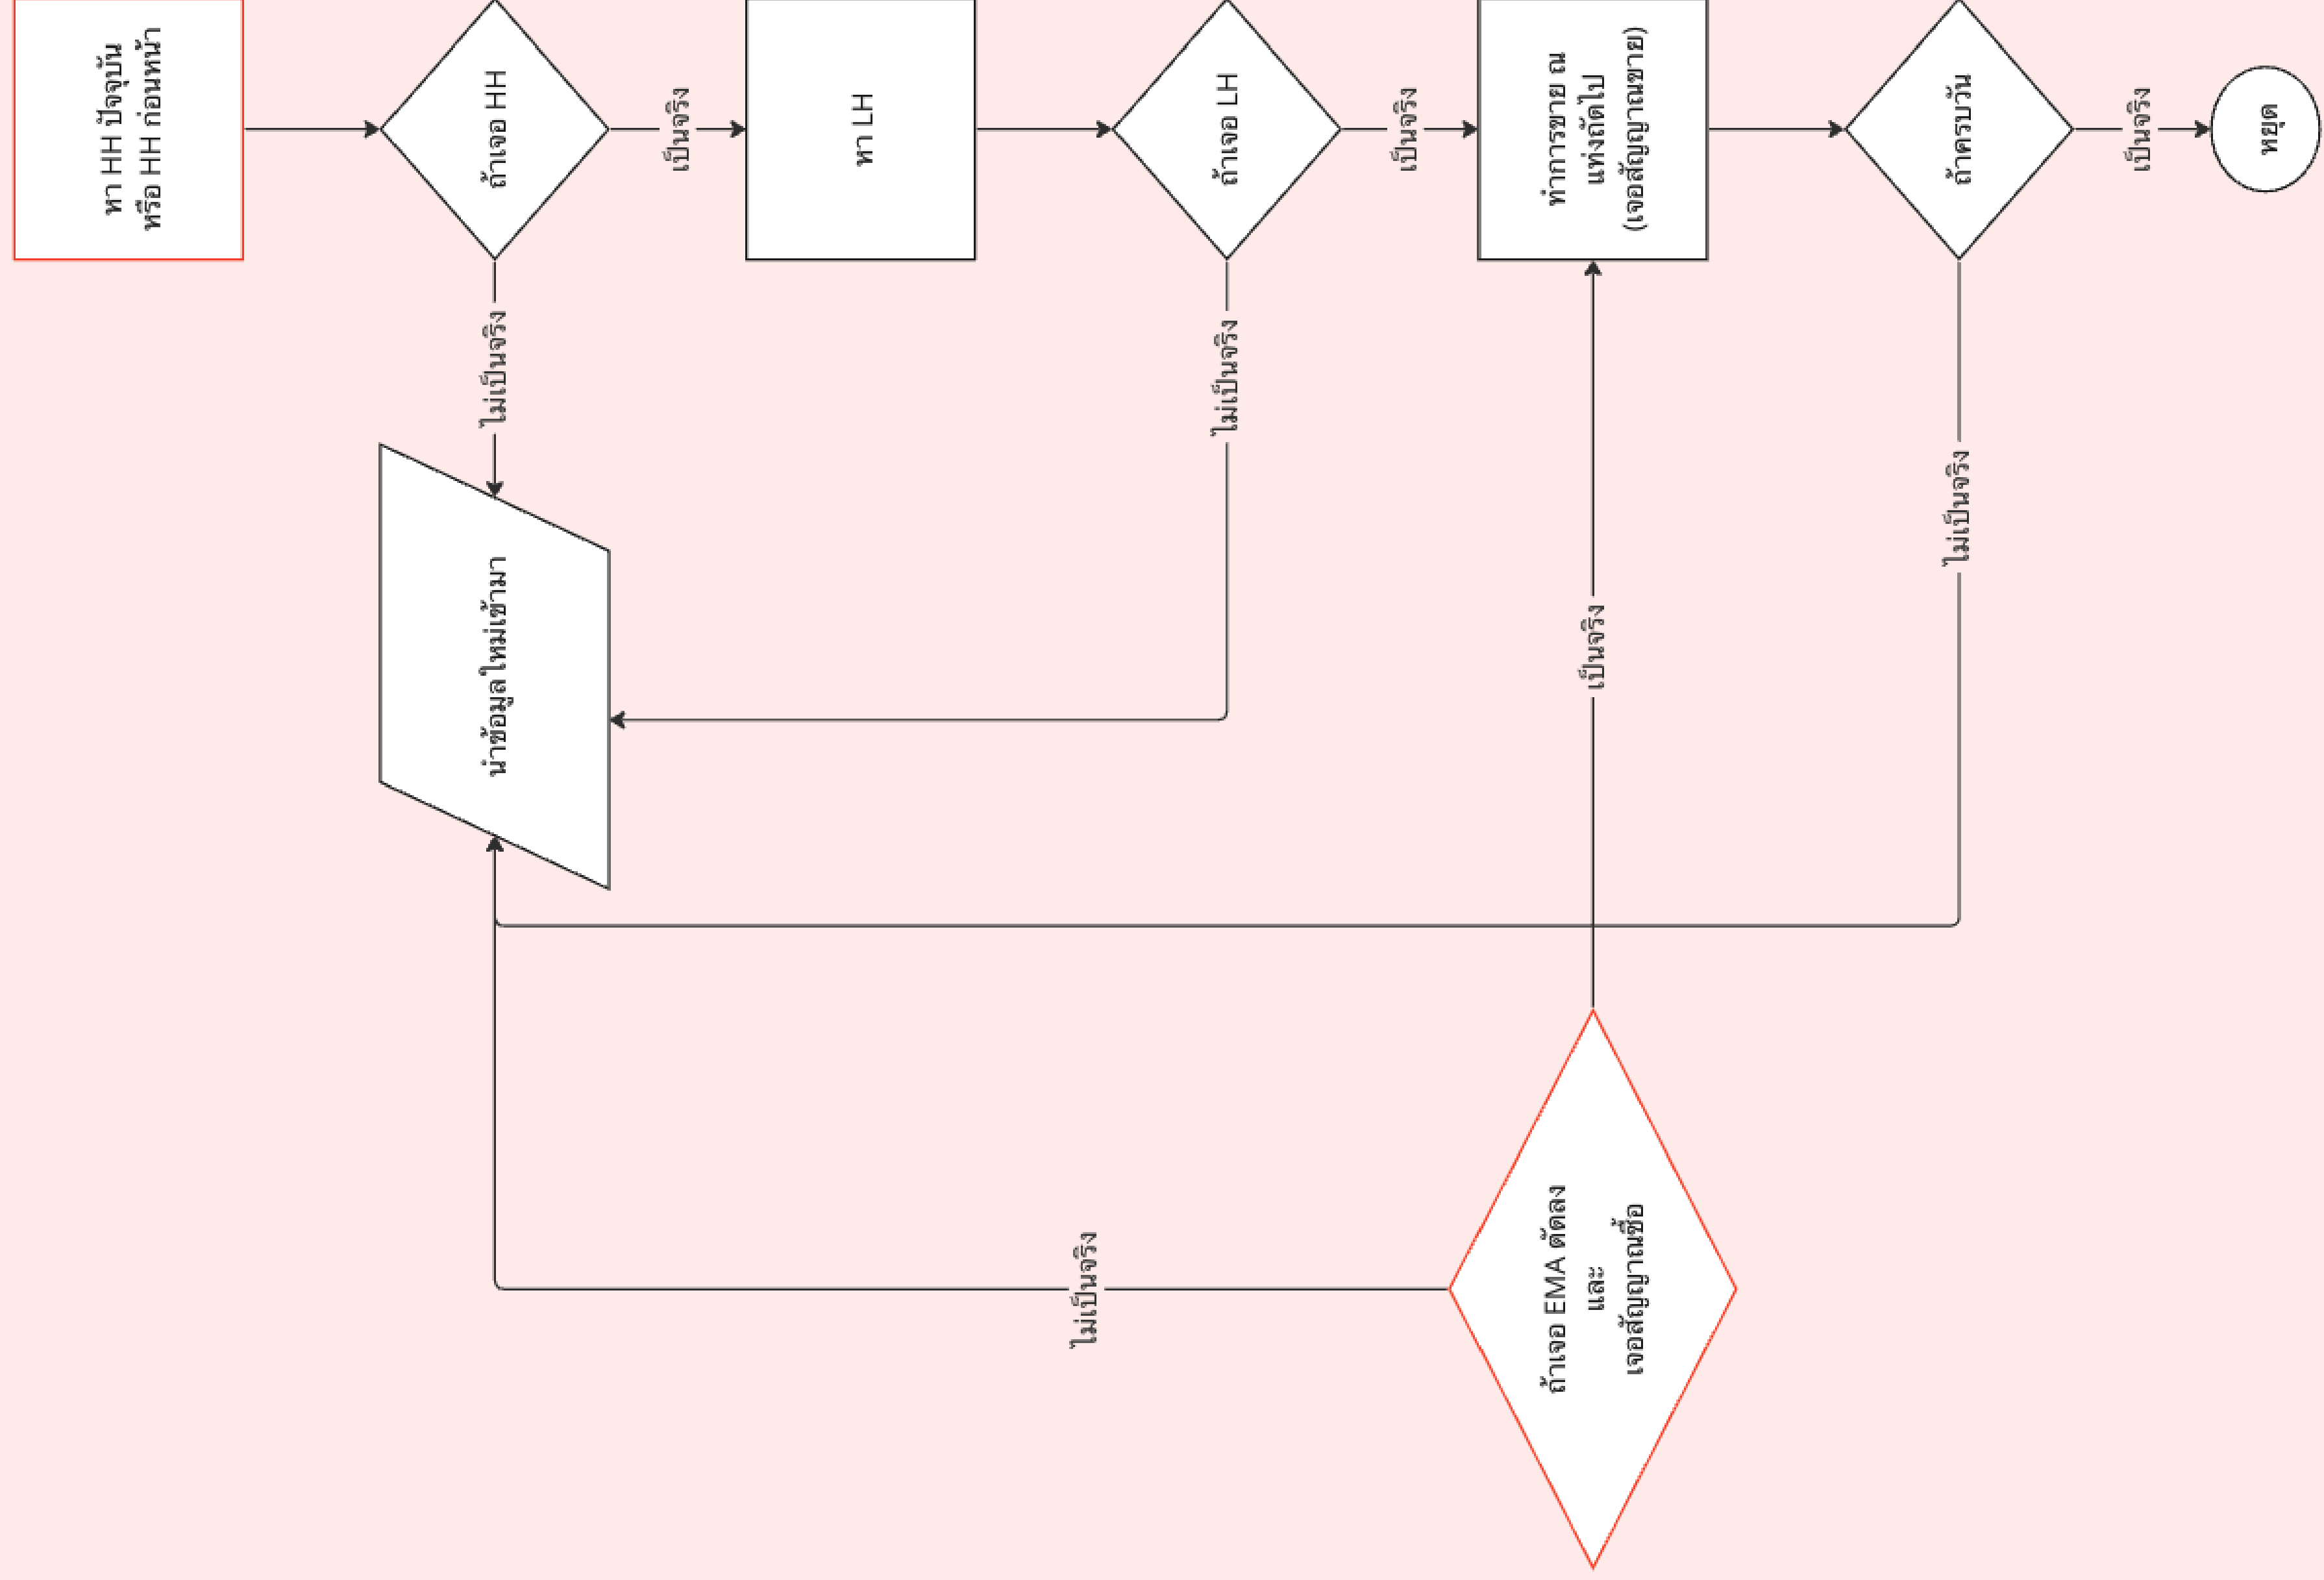 หา HH ปัจจุบัน
หรือ HH ก่อนหน้า
ถ้าเจอ HH
เป็นจริง
หา LH
ถ้าเจอ LH
เป็นจริง
ทำการขาย ณ
แท่งถัดไป
(เจอสัญญาณขาย)
ถ้าครบวัน
เป็นจริง
หยุด
ไม่เป็นจริง
ไม่เป็นจริง
ไม่เป็นจริง
นำข้อมูลใหม่เข้ามา
เป็นจริง
ไม่เป็นจริง
ถ้าเจอ EMA ตัดลง
และ
เจอสัญญาณซื้อ